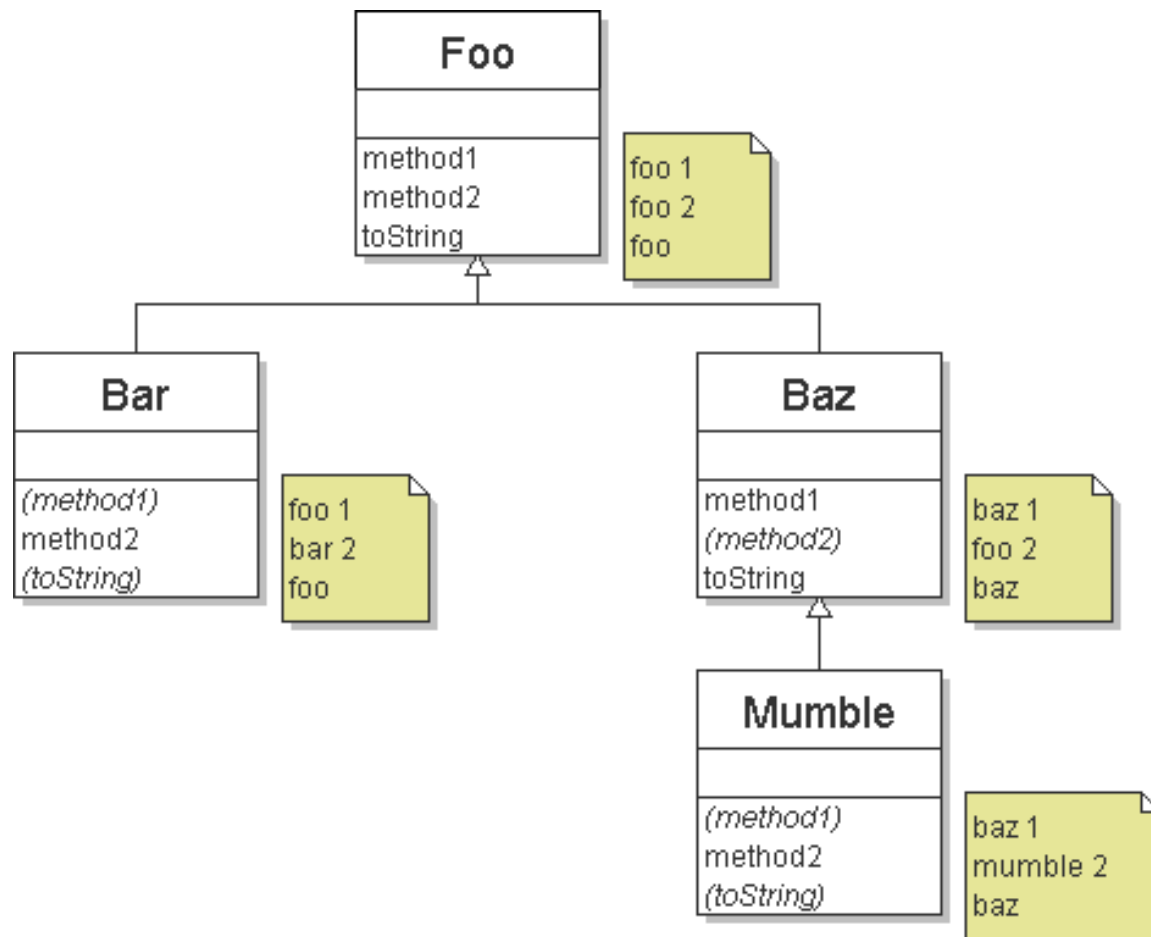 Foo
method1
method2
toString
foo 1
foo 2
foo
Bar
(method1)
method2
(toString)
foo 1
bar 2
foo
Baz
method1
(method2)
toString
baz 1
foo 2
baz
Mumble
(method1)
method2
(toString)
baz 1
mumble 2
baz